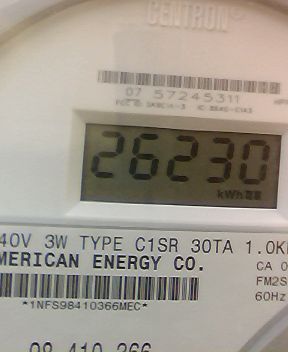 CENTRON
07 57245311
26230
kWh
40V 3W TYPE C1SR 30TA 1.0K
MERICAN ENERGY CO.
CA 0
FM2S
60Hz
*1NFS98410366MEC*
98 410 366